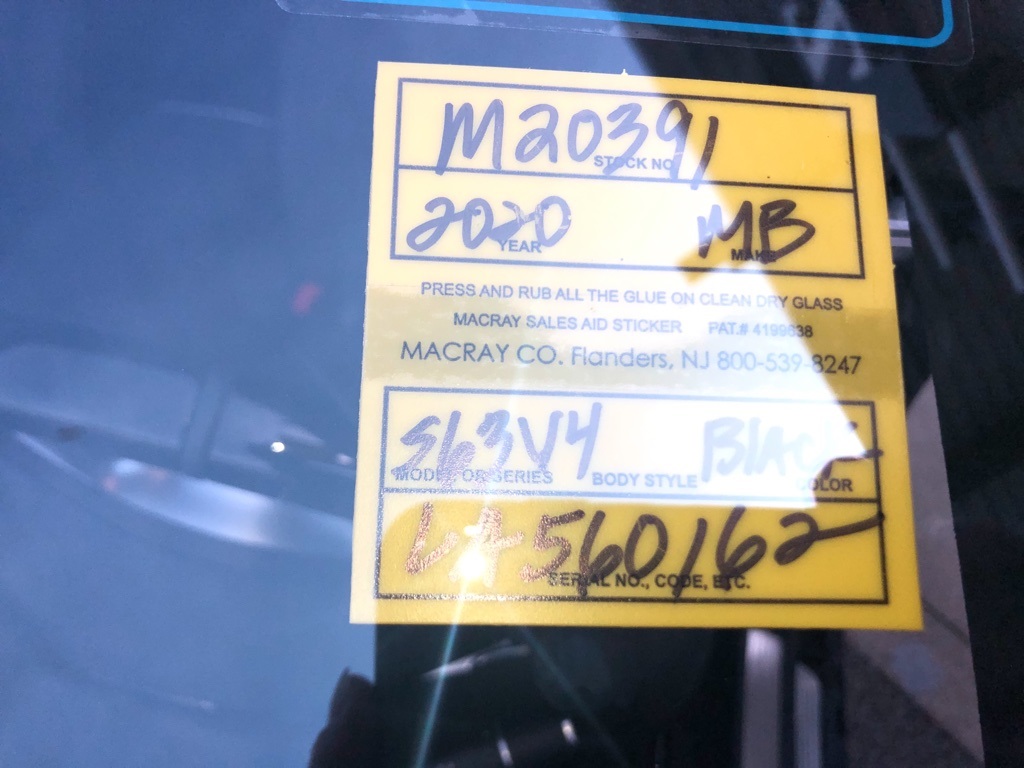 M20391
STOCK NO.
2020 MB
YEAR MAKE
PRESS AND RUB ALL THE GLUE ON CLEAN DRY GLASS
MACRAY SALES AID STICKER PAT.# 4199838
MACRAY CO. Flanders, NJ 800-539-8247
S63V4 Black
MODEL OR SERIES BODY STYLE COLOR
LA560162
SERIAL NO., CODE, ETC.